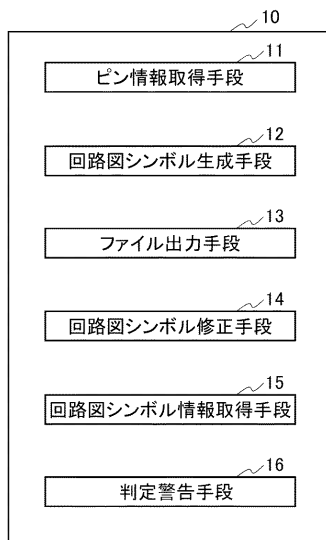 10
11
ピン情報取得手段
12
回路図シンボル生成手段
13
ファイル出力手段
14
回路図シンボル修正手段
15
回路図シンボル情報取得手段
16
判定警告手段